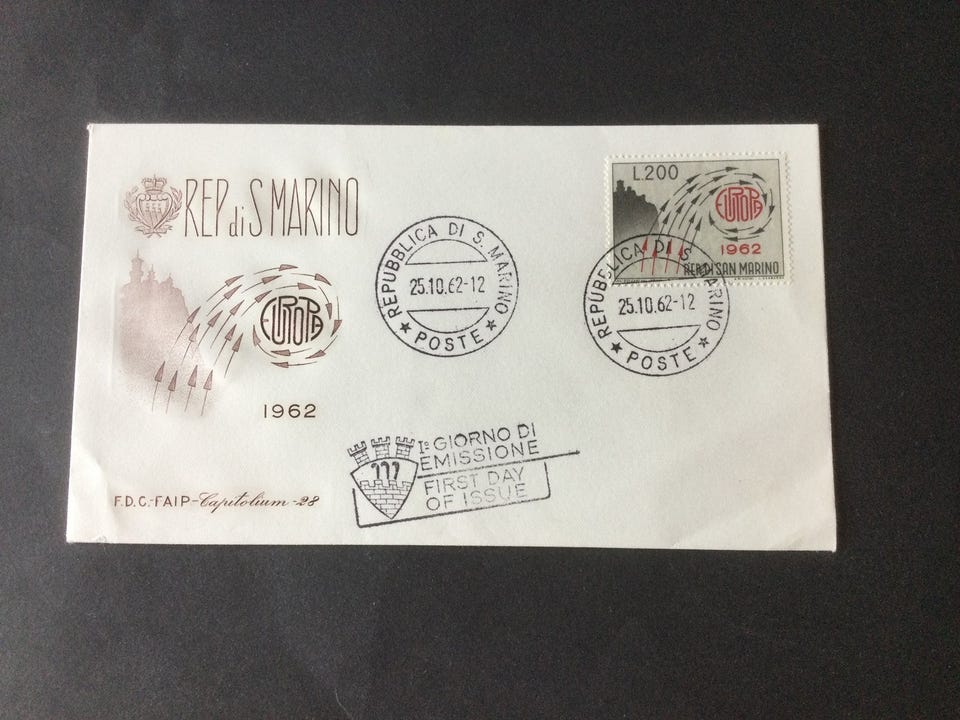 REP di S MARINO
EUROPA
1962
F.D.C.-FAIP-Capitolium-28
REPUBBLICA DI S. MARINO
25.10.62-12
★ POSTE ★
Iº GIORNO DI
EMISSIONE
FIRST DAY
OF ISSUE
L.200
EUROPA
1962
REP. DI SAN MARINO
REPUBBLICA DI S. MARINO
25.10.62-12
★ POSTE ★